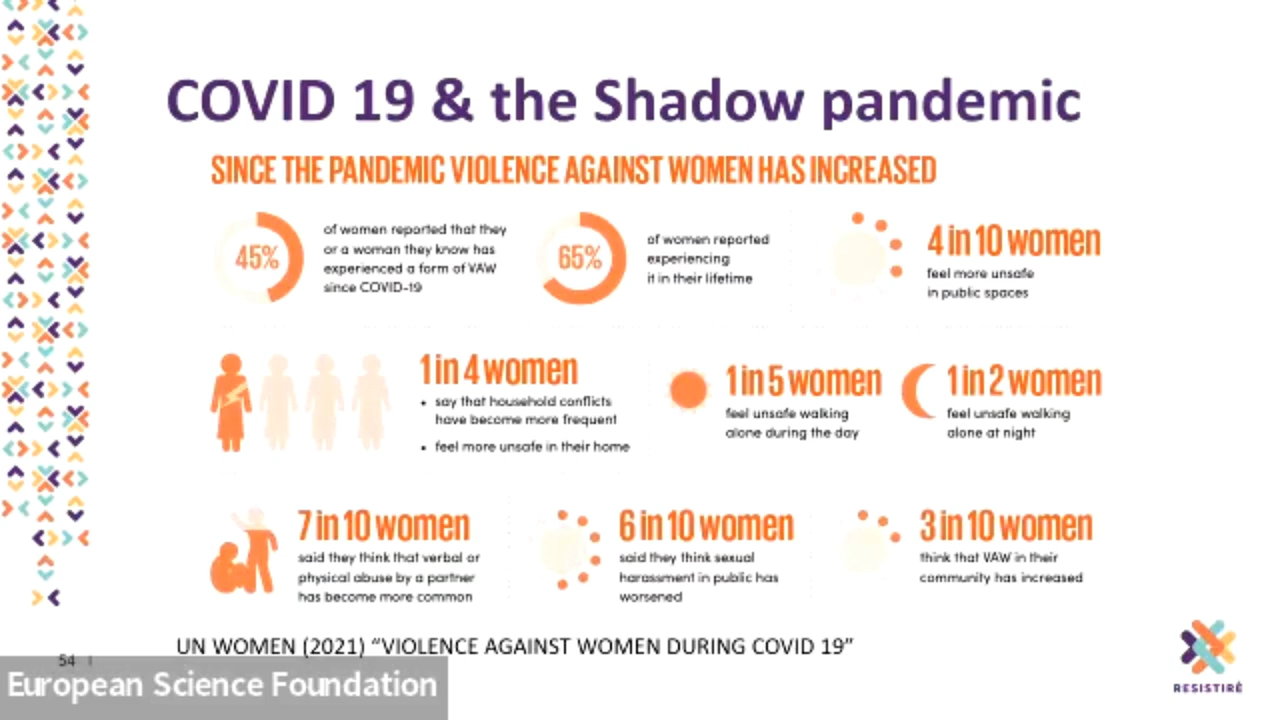 COVID 19 & the Shadow pandemic
SINCE THE PANDEMIC VIOLENCE AGAINST WOMEN HAS INCREASED
45%
of women reported that they
or a woman they know has
experienced a form of VAW
since COVID-19
65%
of women reported
experiencing
it in their lifetime
4 in 10 women
feel more unsafe
in public spaces
1 in 4 women
• say that household conflicts
have become more frequent
• feel more unsafe in their home
1 in 5 women
feel unsafe walking
alone during the day
1 in 2 women
feel unsafe walking
alone at night
7 in 10 women
said they think that verbal or
physical abuse by a partner
has become more common
6 in 10 women
said they think sexual
harassment in public has
worsened
3 in 10 women
think that VAW in their
community has increased
UN WOMEN (2021) “VIOLENCE AGAINST WOMEN DURING COVID 19”
54 |
European Science Foundation
RESISTIRÉ